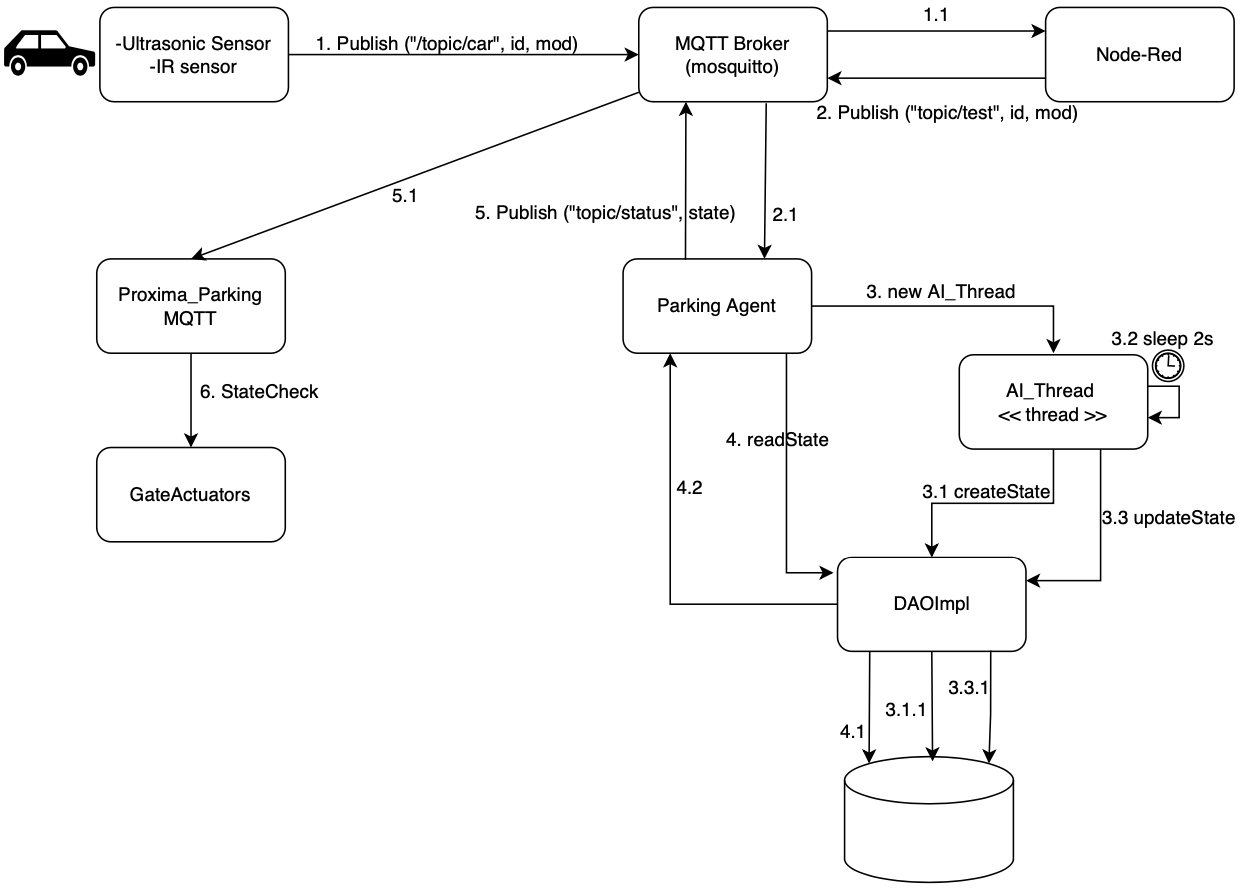 -Ultrasonic Sensor
-IR sensor
1. Publish ("/topic/car", id, mod)
MQTT Broker
(mosquitto)
1.1
Node-Red
2. Publish ("topic/test", id, mod)
5.1
5. Publish ("topic/status", state)
2.1
Proxima_Parking
MQTT
Parking Agent
3. new AI_Thread
3.2 sleep 2s
6. StateCheck
AI_Thread
<< thread >>
4. readState
GateActuators
4.2
3.1 createState
3.3 updateState
DAOImpl
3.3.1
3.1.1
4.1